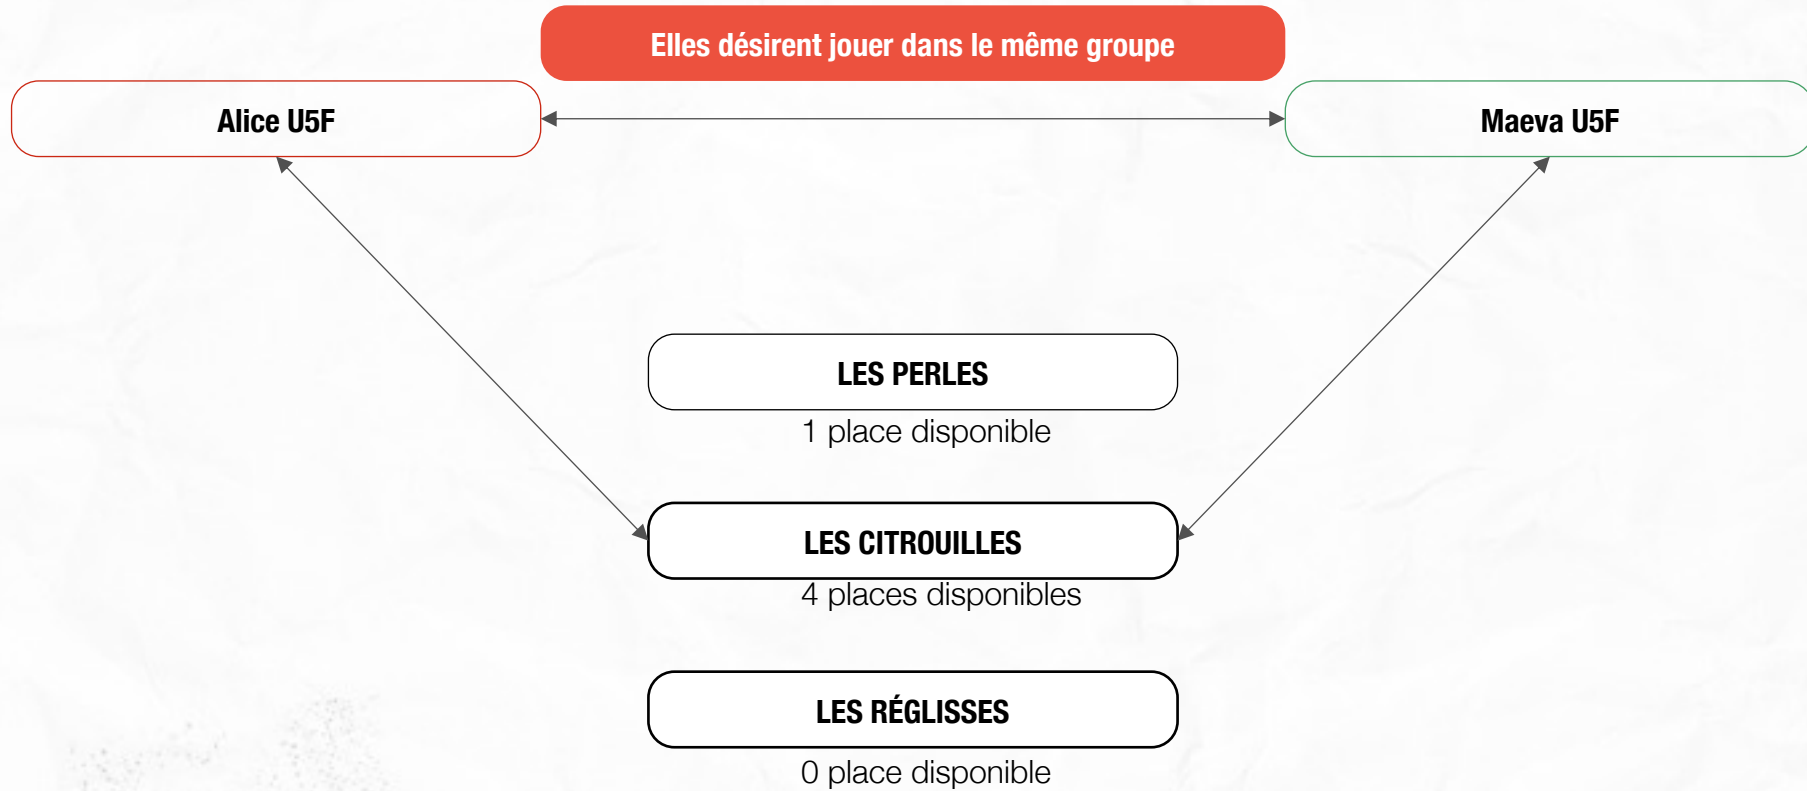 Elles désirent jouer dans le même groupe
Alice U5F
Maeva U5F
LES PERLES
1 place disponible
LES CITROUILLES
4 places disponibles
LES RÉGLISSES
0 place disponible